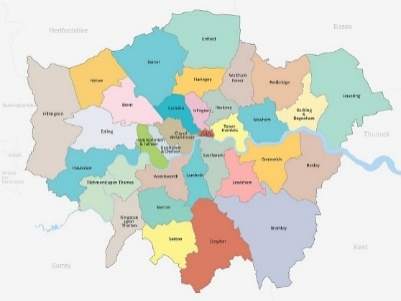 Hertfordshire
Essex
Enfield
Barnet
Harrow
Haringey
Waltham
Forest
Redbridge
Havering
Hillingdon
Brent
Camden
Islington
Hackney
Barking
&
Dagenham
Newham
Tower
Hamlets
Ealing
Thurrock
Hounslow
Southwark
Greenwich
Bexley
Richmond upon Thames
Wandsworth
Lambeth
Lewisham
Kingston
upon
Thames
Merton
Sutton
Croydon
Bromley
Surrey
Kent